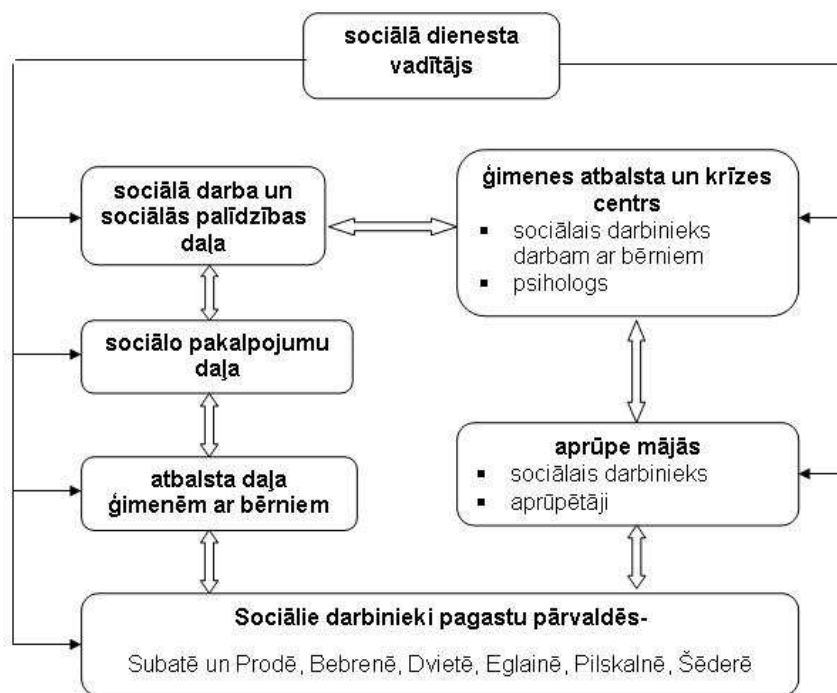 sociālā dienesta
vadītājs
sociālā darba un
sociālās palīdzības
daļa
ģimenes atbalsta un krīzes
centrs
▪ sociālais darbinieks
darbam ar bērniem
▪ psihologs
sociālo pakalpojumu
daļa
atbalsta daļa
ģimenēm ar bērniem
aprūpe mājās
▪ sociālais darbinieks
▪ aprūpētāji
Sociālie darbinieki pagastu pārvaldēs-
Subatē un Prodē, Bebrenē, Dvietē, Eglainē, Pilskalnē, Šēderē